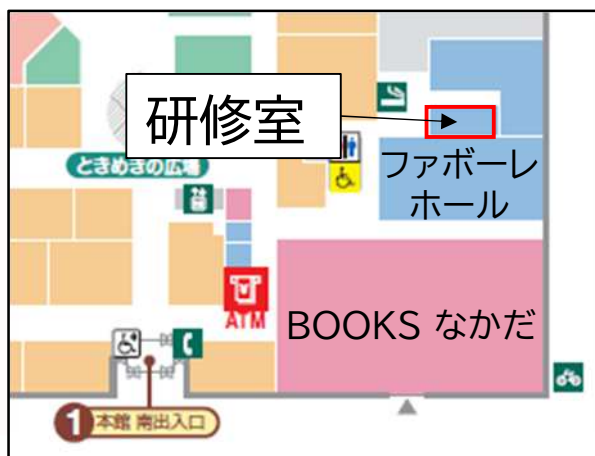 研修室
ときめきの広場
ファボーレ
ホール
ATM
BOOKS なかだ
1 本館 南出入口